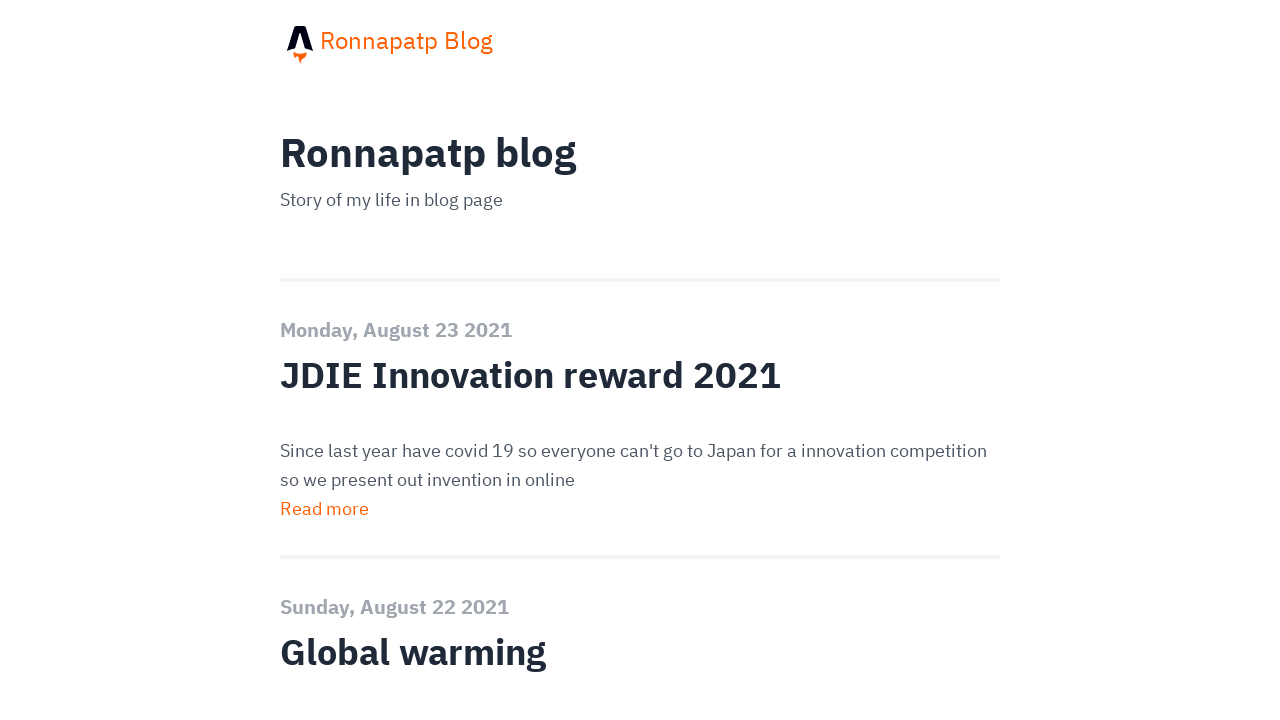 Ronnapatp Blog
Ronnapatp blog
Story of my life in blog page
Monday, August 23 2021
JDIE Innovation reward 2021
Since last year have covid 19 so everyone can't go to Japan for a innovation competition
so we present out invention in online
Read more
Sunday, August 22 2021
Global warming